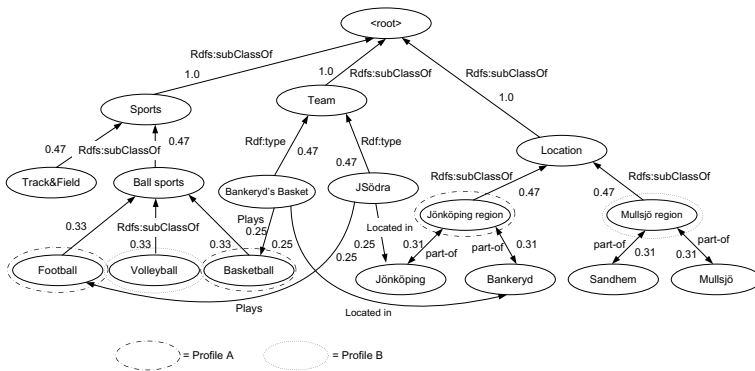 <root>
Rdfs:subClassOf
Rdfs:subClassOf
1.0
1.0
Rdfs:subClassOf
1.0
Sports
Team
Rdf:type
Rdf:type
Location
0.47
Rdfs:subClassOf
0.47
0.47
0.47
Rdfs:subClassOf
Rdfs:subClassOf
Track&Field
Ball sports
Bankeryd's Basket
JSödra
0.47
0.47
Jönköping region
Mullsjö region
0.33
Rdfs:subClassOf
0.33
0.33
Plays
0.25
0.25
Located in
0.25
0.25
0.31
part-of
part-of
0.31
part-of
0.31
0.31
part-of
Football
Volleyball
Basketball
Jönköping
Bankeryd
Sandhem
Mullsjö
Plays
Located in
= Profile A
= Profile B